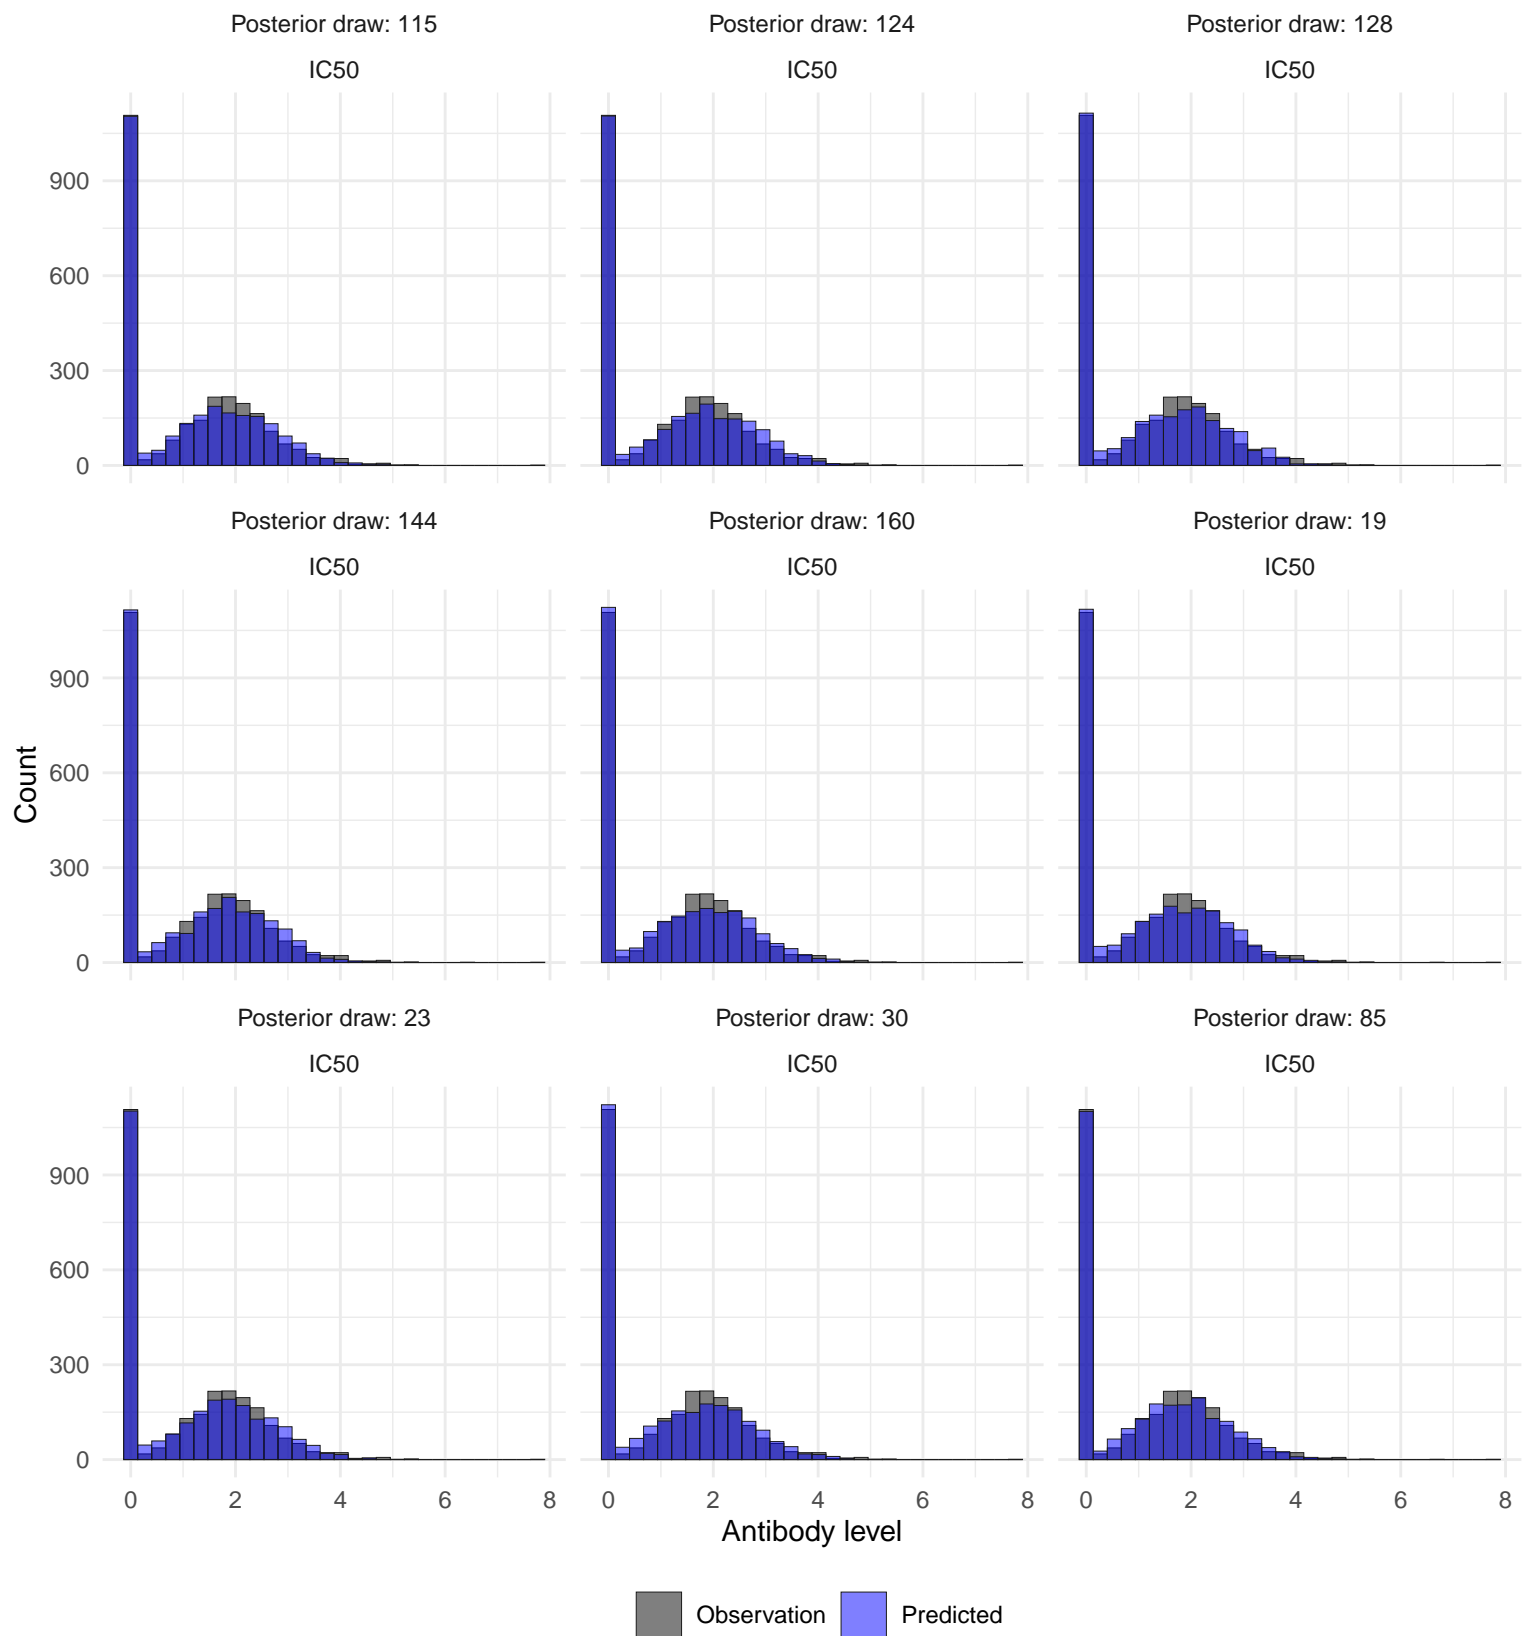 Posterior draw: 115
Posterior draw: 124
Posterior draw: 128
IC50
IC50
IC50
900
600
300
0
Posterior draw: 144
Posterior draw: 160
Posterior draw: 19
IC50
IC50
IC50
900
600
300
0
Count
Posterior draw: 23
Posterior draw: 30
Posterior draw: 85
IC50
IC50
IC50
900
600
300
0
0 2 4 6 8
0 2 4 6 8
0 2 4 6 8
Antibody level
Observation
Predicted